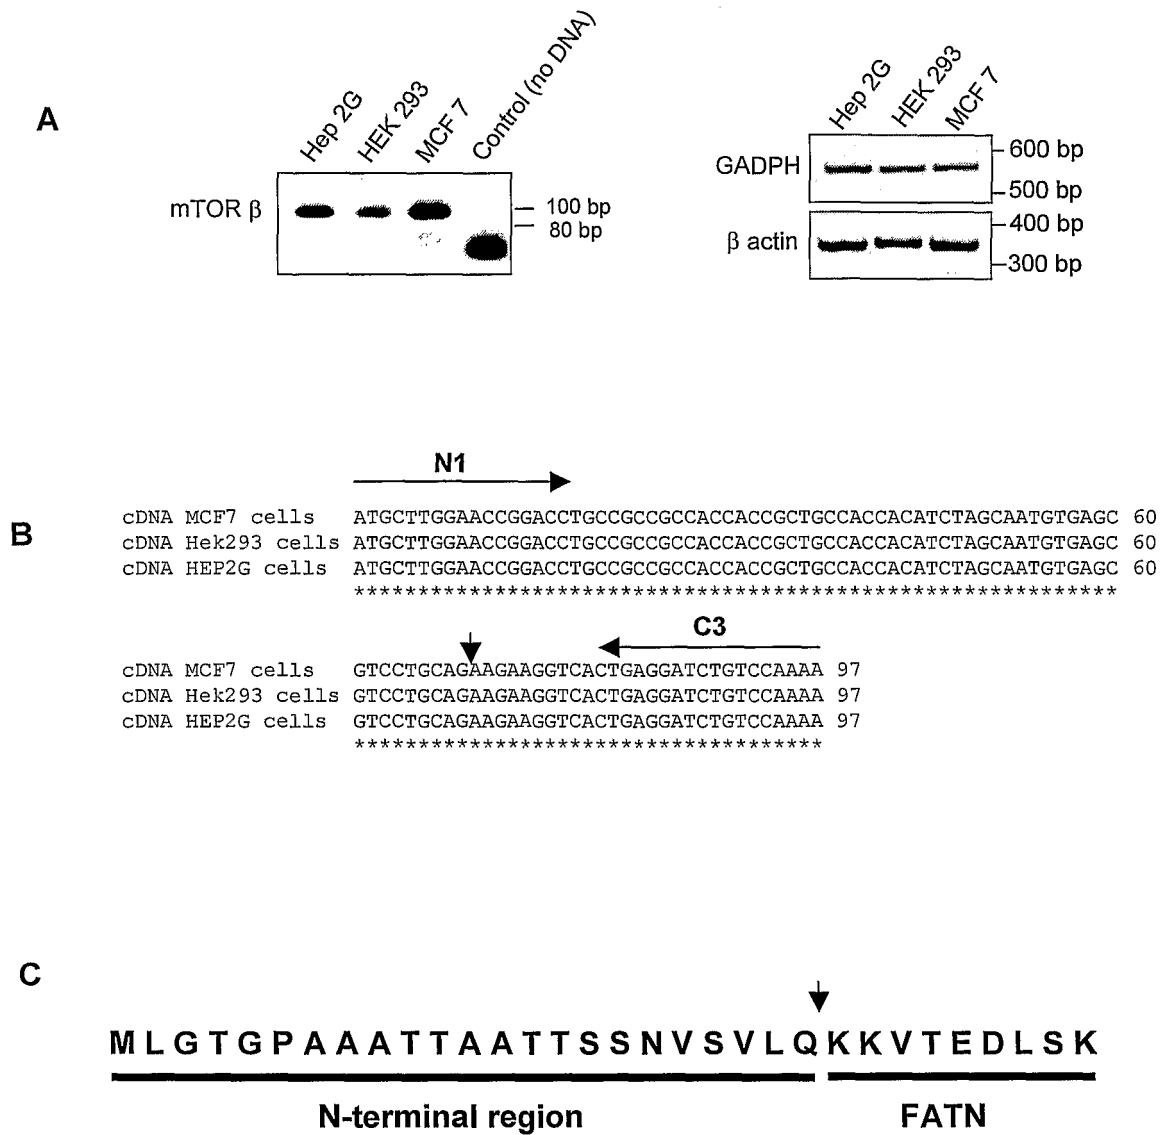 A
Hep 2G
HEK 293
MCF 7
Control (no DNA)
mTOR β
100 bp
80 bp
Hep 2G
HEK 293
MCF 7
GADPH
600 bp
500 bp
β actin
400 bp
300 bp
B
N1
cDNA MCF7 cells ATGCTTGGAACCGGACCTGCCGCCGCCACCACCGCTGCCACCACATCTAGCAATGTGAGC 60
cDNA Hek293 cells ATGCTTGGAACCGGACCTGCCGCCGCCACCACCGCTGCCACCACATCTAGCAATGTGAGC 60
cDNA HEP2G cells ATGCTTGGAACCGGACCTGCCGCCGCCACCACCGCTGCCACCACATCTAGCAATGTGAGC 60
************************************************************
C3
cDNA MCF7 cells GTCCTGCAGAAGAAGGTCACTGAGGATCTGTCCAAAA 97
cDNA Hek293 cells GTCCTGCAGAAGAAGGTCACTGAGGATCTGTCCAAAA 97
cDNA HEP2G cells GTCCTGCAGAAGAAGGTCACTGAGGATCTGTCCAAAA 97
*************************************
C
M L G T G P A A A T T A A T T S S N V S V L Q K K V T E D L S K
N-terminal region
FATN